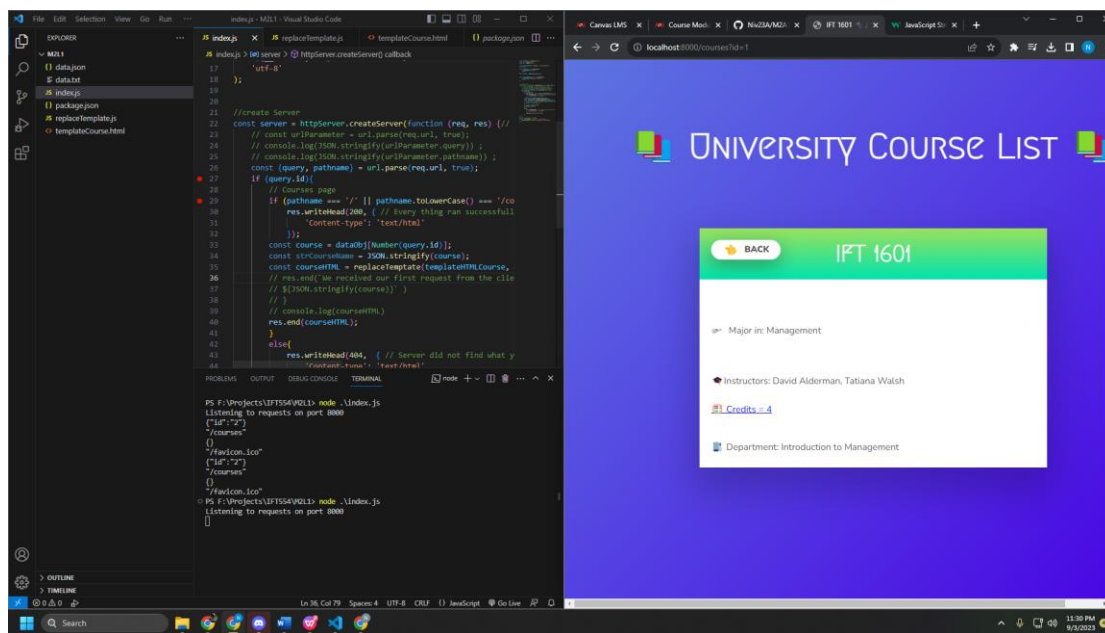 File Edit Selection View Go Run ... index.js - M2L1 - Visual Studio Code
EXPLORER ...
M2L1
{} data.json
data.txt
JS index.js
{} package.json
JS replaceTemplate.js
templateCourse.html
OUTLINE
TIMELINE
JS index.js JS replaceTemplate.js templateCourse.html {} package.json ...
JS index.js > server > httpServer.createServer() callback
17 'utf-8'
18 );
19
20
21 //create Server
22 const server = httpServer.createServer(function (req, res) {//
23 // const urlParameter = url.parse(req.url, true);
24 // console.log(JSON.stringify(urlParameter.query)) ;
25 // console.log(JSON.stringify(urlParameter.pathname)) ;
26 const {query, pathname} = url.parse(req.url, true);
27 if (query.id){
28 // Courses page
29 if (pathname === '/' || pathname.toLowerCase() === '/co
30 res.writeHead(200, { // Every thing ran successfull
31 'Content-type': 'text/html'
32 });
33 const course = dataObj[Number(query.id)];
34 const strCourseName = JSON.stringify(course);
35 const courseHTML = replaceTemptate(templateHTMLCourse,
36 // res.end(`We received our first request from the clie
37 // ${JSON.stringify(course)}` )
38 // }
39 // console.log(courseHTML)
40 res.end(courseHTML);
41 }
42 else{
43 res.writeHead(404, { // Server did not find what y
44 'Content-type': 'text/html'
PROBLEMS OUTPUT DEBUG CONSOLE TERMINAL node
PS F:\Projects\IFT554\M2L1> node .\index.js
Listening to requests on port 8000
{"id":"2"}
"/courses"
{}
"/favicon.ico"
{"id":"2"}
"/courses"
{}
"/favicon.ico"
PS F:\Projects\IFT554\M2L1> node .\index.js
Listening to requests on port 8000
0 0 Ln 36, Col 79 Spaces: 4 UTF-8 CRLF {} JavaScript Go Live
Canvas LMS Course Mod Niv23A/M2 IFT 1601 JavaScript St
localhost:8000/courses?id=1
University Course List
BACK
IFT 1601
Major in: Management
Instructors: David Alderman, Tatiana Walsh
Credits = 4
Department: Introduction to Management
Search
11:30 PM
9/3/2023